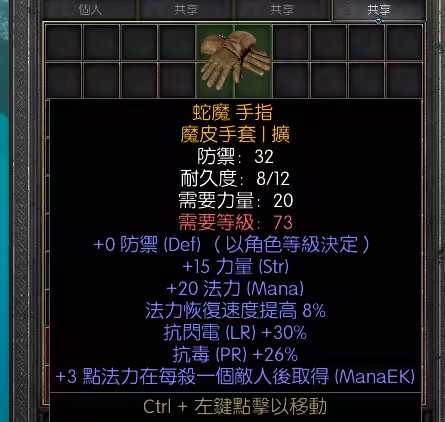 個人 共享 共享 共享
蛇魔 手指
魔皮手套 | 擴
防禦: 32
耐久度: 8/12
需要力量: 20
需要等級: 73
+0 防禦 (Def) （以角色等級決定）
+15 力量 (Str)
+20 法力 (Mana)
法力恢復速度提高 8%
抗閃電 (LR) +30%
抗毒 (PR) +26%
+3 點法力在每殺一個敵人後取得 (ManaEK)
Ctrl + 左鍵點擊以移動